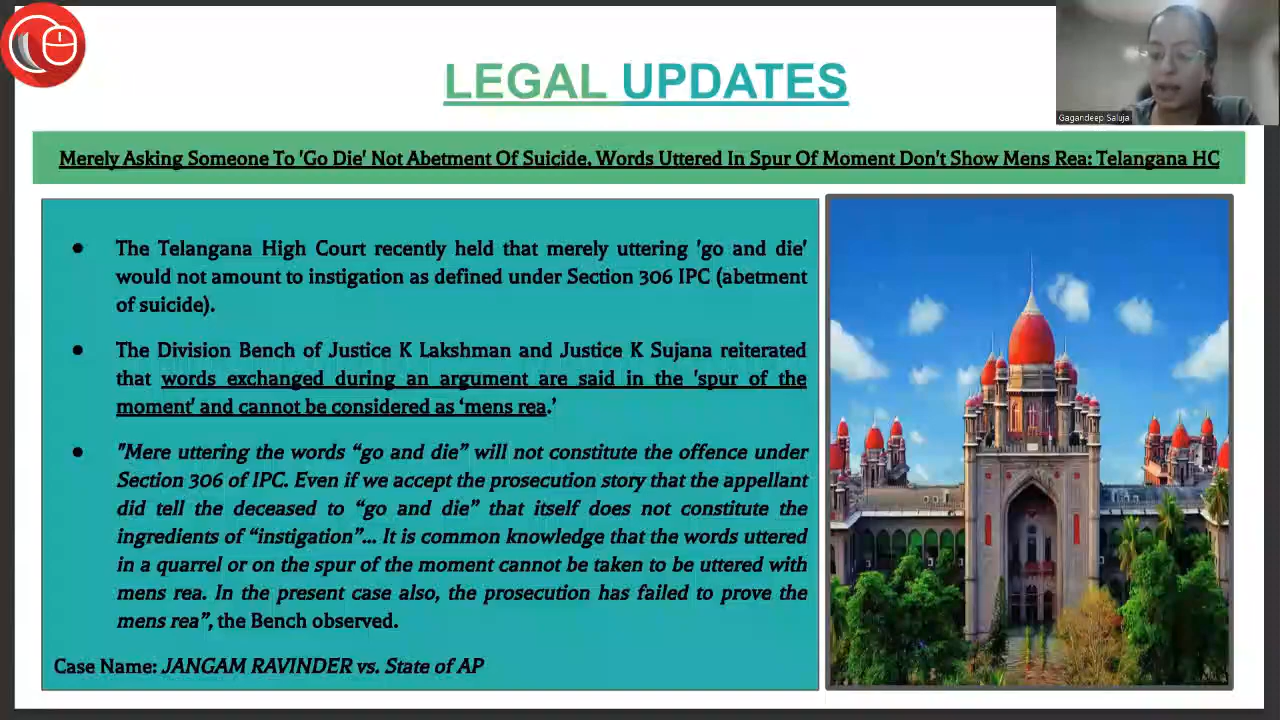 LEGAL UPDATES
Gagandeep Saluja
Merely Asking Someone To 'Go Die' Not Abetment Of Suicide, Words Uttered In Spur Of Moment Don't Show Mens Rea: Telangana HC
● The Telangana High Court recently held that merely uttering 'go and die'
would not amount to instigation as defined under Section 306 IPC (abetment
of suicide).
● The Division Bench of Justice K Lakshman and Justice K Sujana reiterated
that words exchanged during an argument are said in the 'spur of the
moment' and cannot be considered as ‘mens rea.’
● "Mere uttering the words “go and die” will not constitute the offence under
Section 306 of IPC. Even if we accept the prosecution story that the appellant
did tell the deceased to “go and die” that itself does not constitute the
ingredients of “instigation”... It is common knowledge that the words uttered
in a quarrel or on the spur of the moment cannot be taken to be uttered with
mens rea. In the present case also, the prosecution has failed to prove the
mens rea”, the Bench observed.
Case Name: JANGAM RAVINDER vs. State of AP